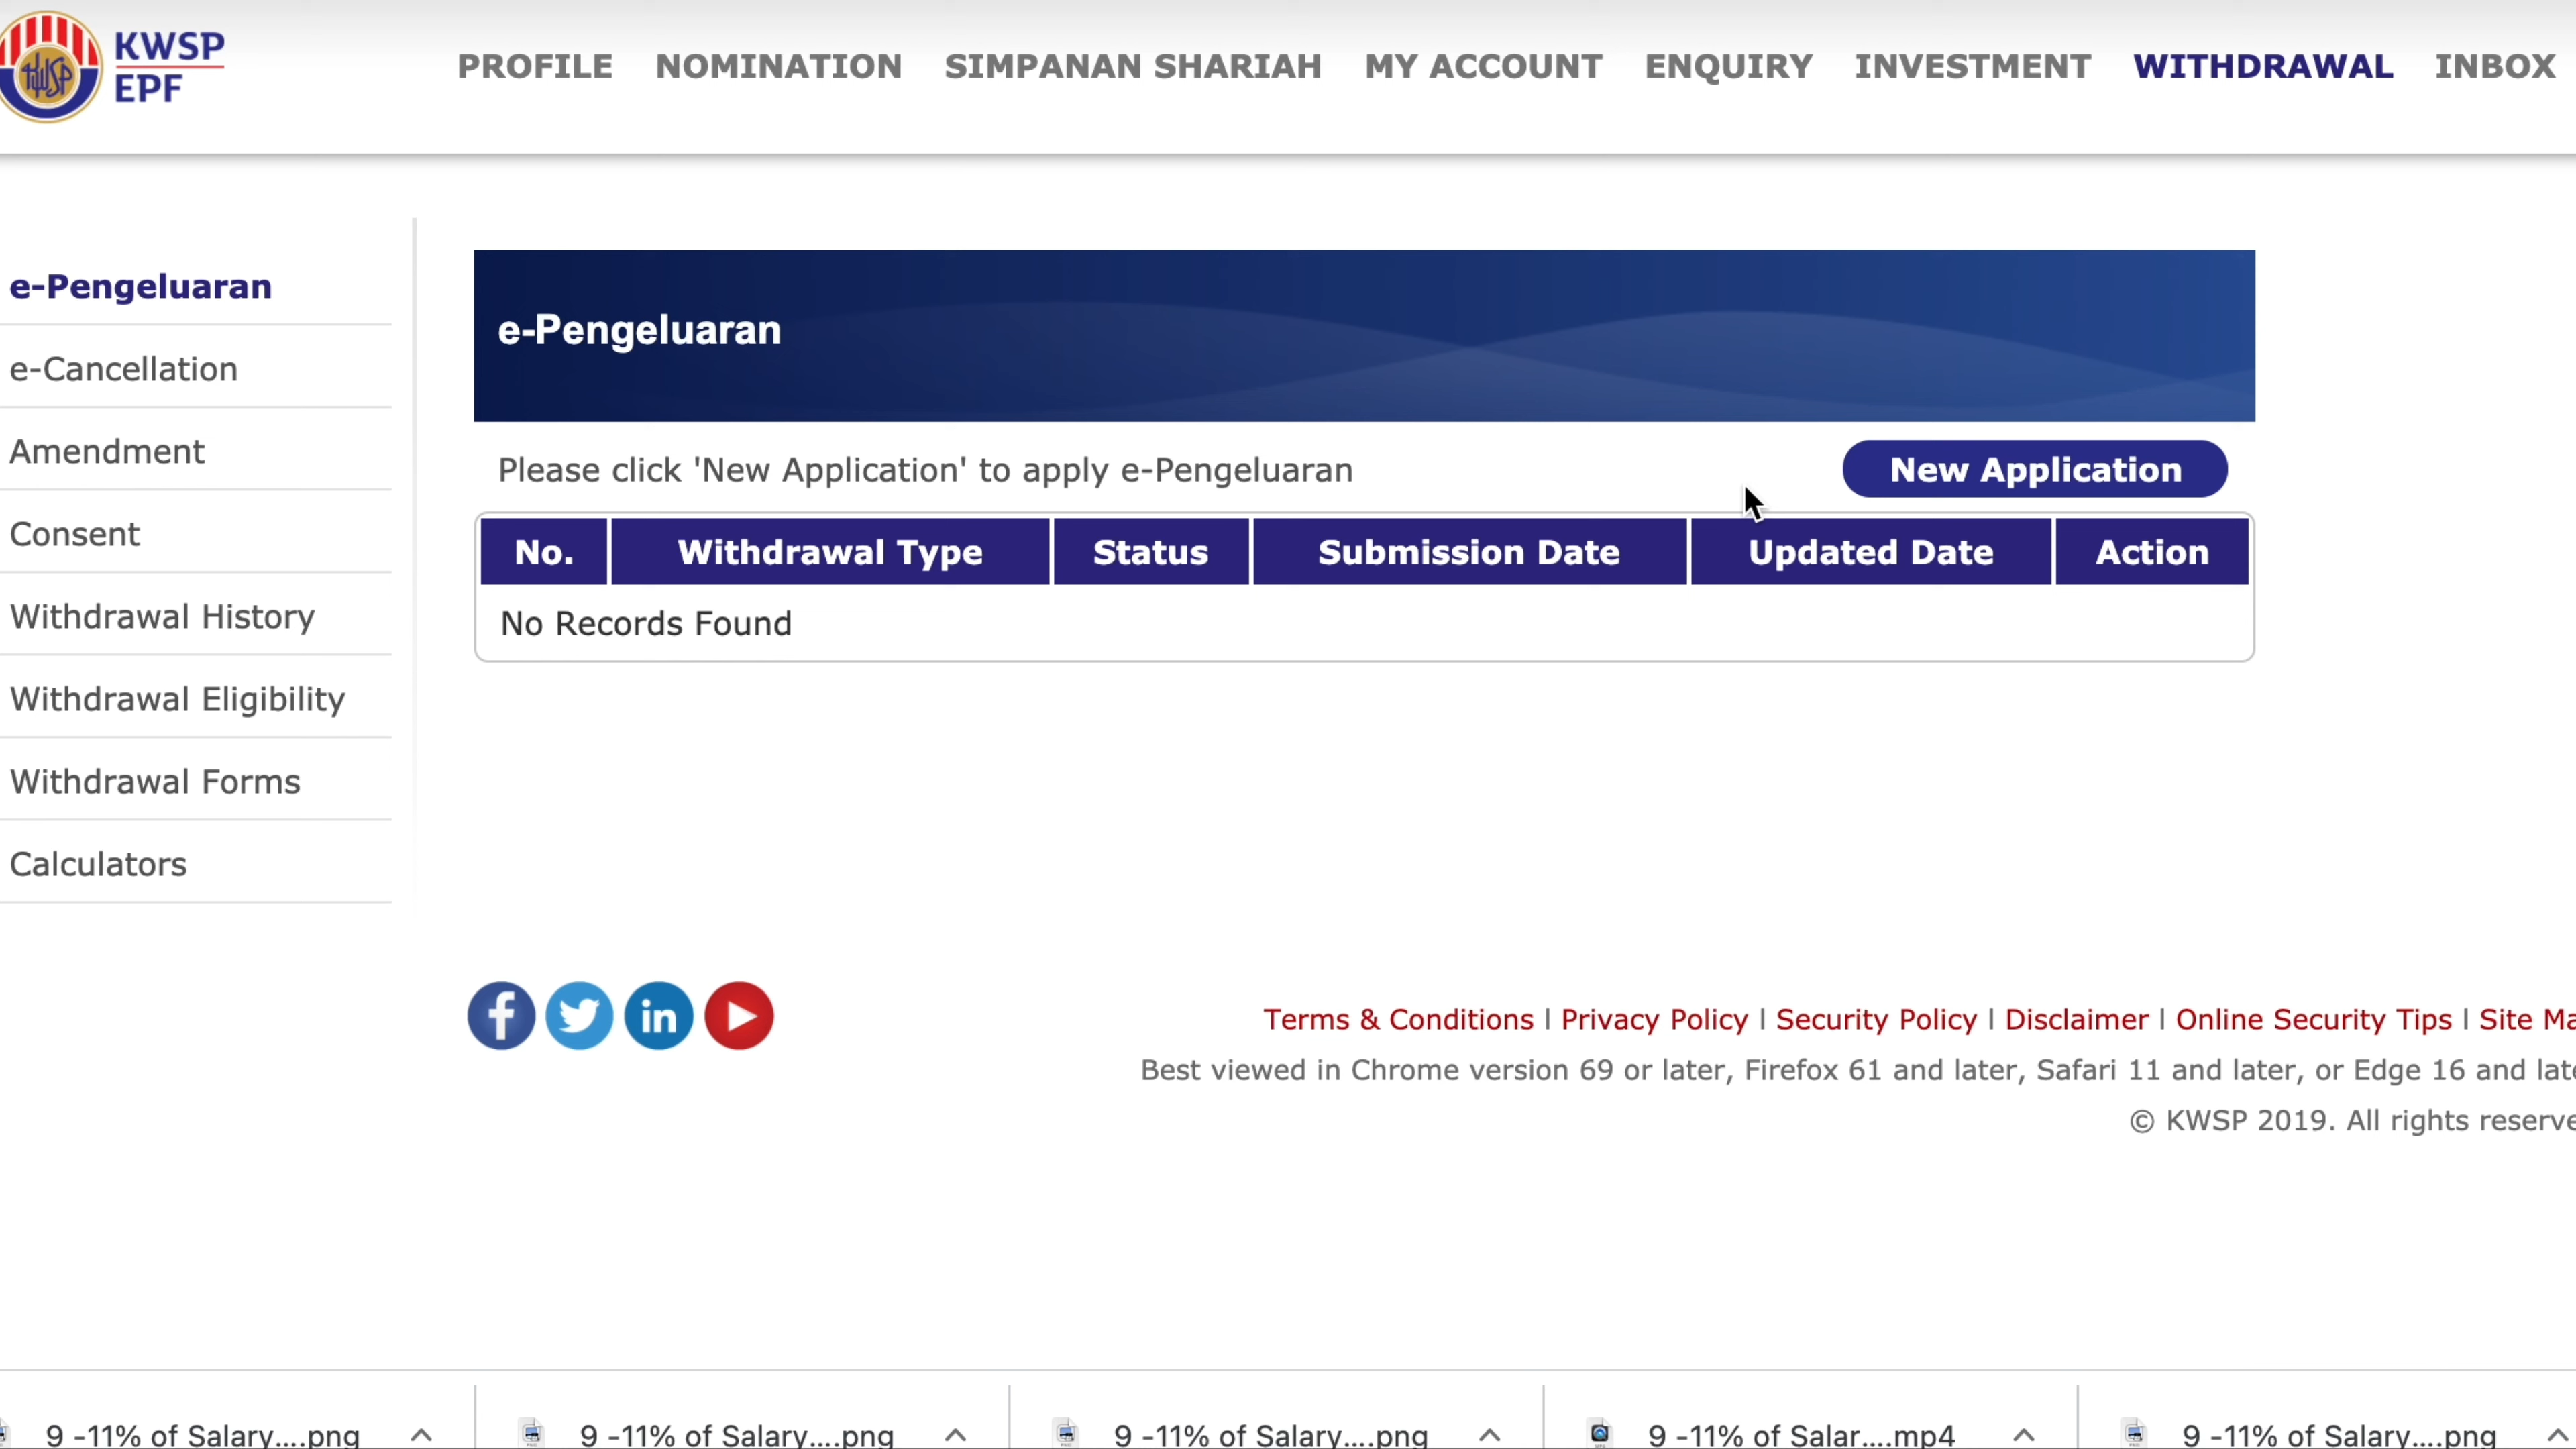 KWSP
EPF
PROFILE NOMINATION SIMPANAN SHARIAH MY ACCOUNT ENQUIRY INVESTMENT WITHDRAWAL INBOX
e-Pengeluaran
e-Cancellation
Amendment
Consent
Withdrawal History
Withdrawal Eligibility
Withdrawal Forms
Calculators
e-Pengeluaran
Please click 'New Application' to apply e-Pengeluaran New Application
No. Withdrawal Type Status Submission Date Updated Date Action
No Records Found
Terms & Conditions | Privacy Policy | Security Policy | Disclaimer | Online Security Tips | Site Ma
Best viewed in Chrome version 69 or later, Firefox 61 and later, Safari 11 and later, or Edge 16 and late
© KWSP 2019. All rights reserve
9 -11% of Salary....png 9 -11% of Salary....png 9 -11% of Salary....png 9 -11% of Salar....mp4 9 -11% of Salary....png